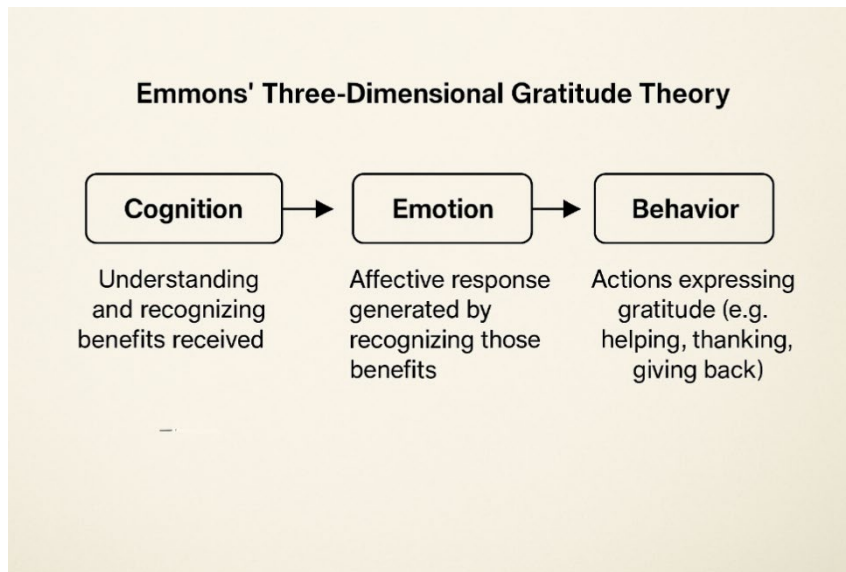 Emmons' Three-Dimensional Gratitude Theory
Cognition
Emotion
Behavior
Understanding
and recognizing
benefits received
Affective response
generated by
recognizing those
benefits
Actions expressing
gratitude (e.g.
helping, thanking,
giving back)